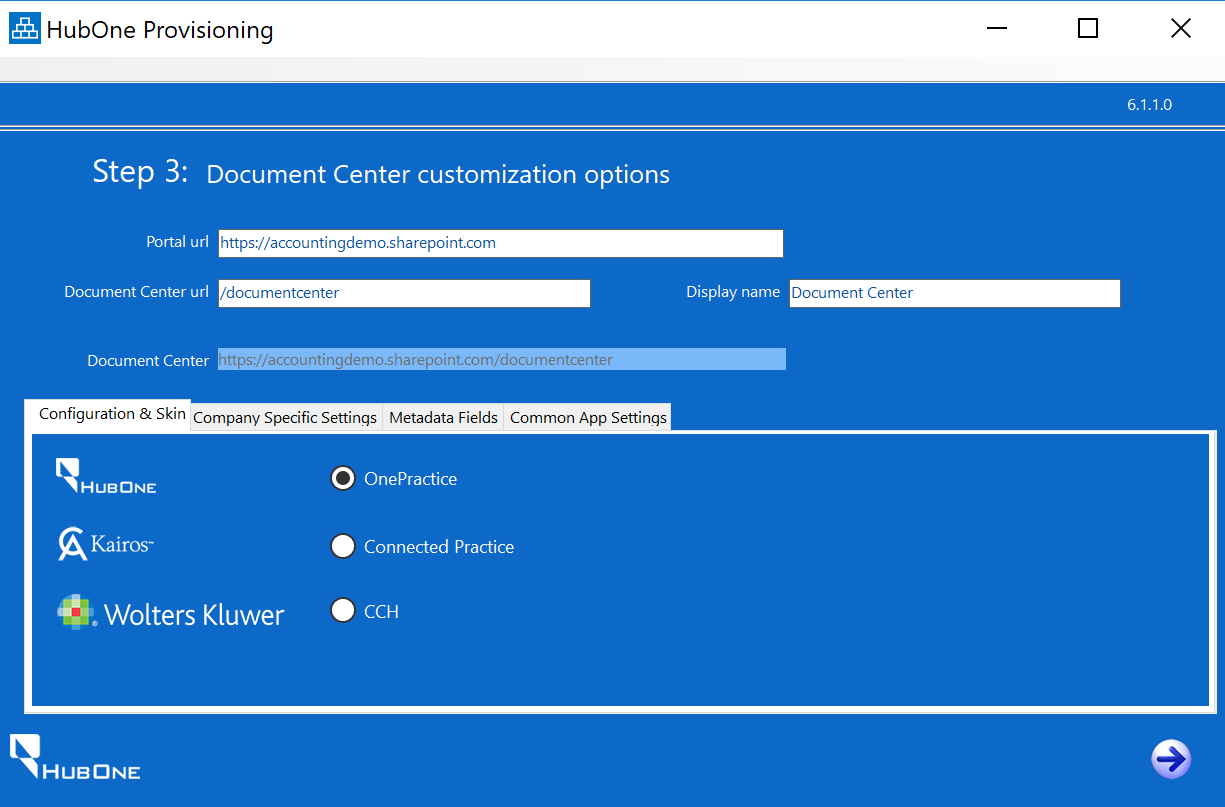 HubOne Provisioning
6.1.1.0
Step 3: Document Center customization options
Portal url https://accountingdemo.sharepoint.com
Document Center url /documentcenter Display name Document Center
Document Center https://accountingdemo.sharepoint.com/documentcenter
Configuration & Skin Company Specific Settings Metadata Fields Common App Settings
HUBONE OnePractice
Kairos™ Connected Practice
Wolters Kluwer CCH
HUBONE